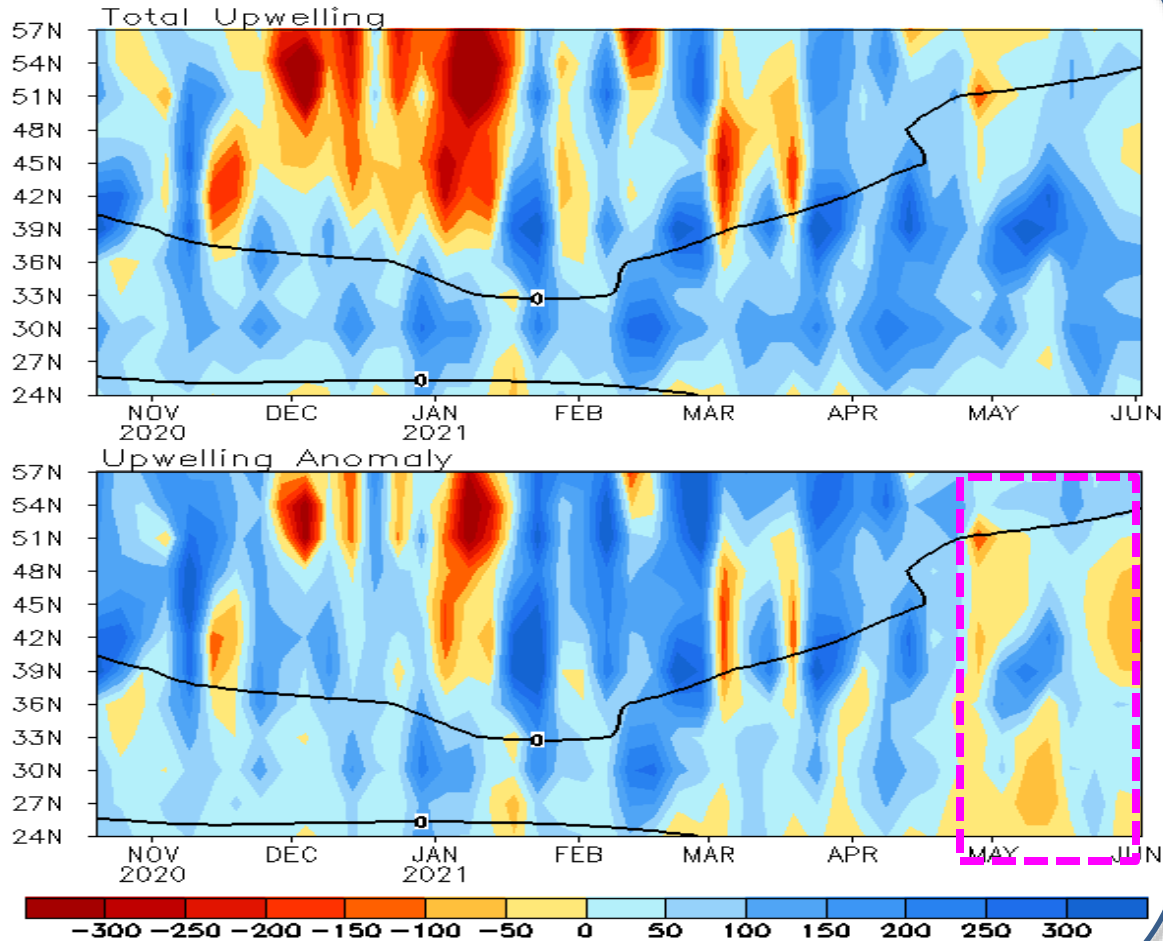 Total Upwelling
57N
54N
51N
48N
45N
42N
39N
36N
33N
30N
27N
24N
0
0
NOV DEC JAN FEB MAR APR MAY JUN
2020 2021
Upwelling Anomaly
57N
54N
51N
48N
45N
42N
39N
36N
33N
30N
27N
24N
0
0
NOV DEC JAN FEB MAR APR MAY JUN
2020 2021
-300 -250 -200 -150 -100 -50 0 50 100 150 200 250 300